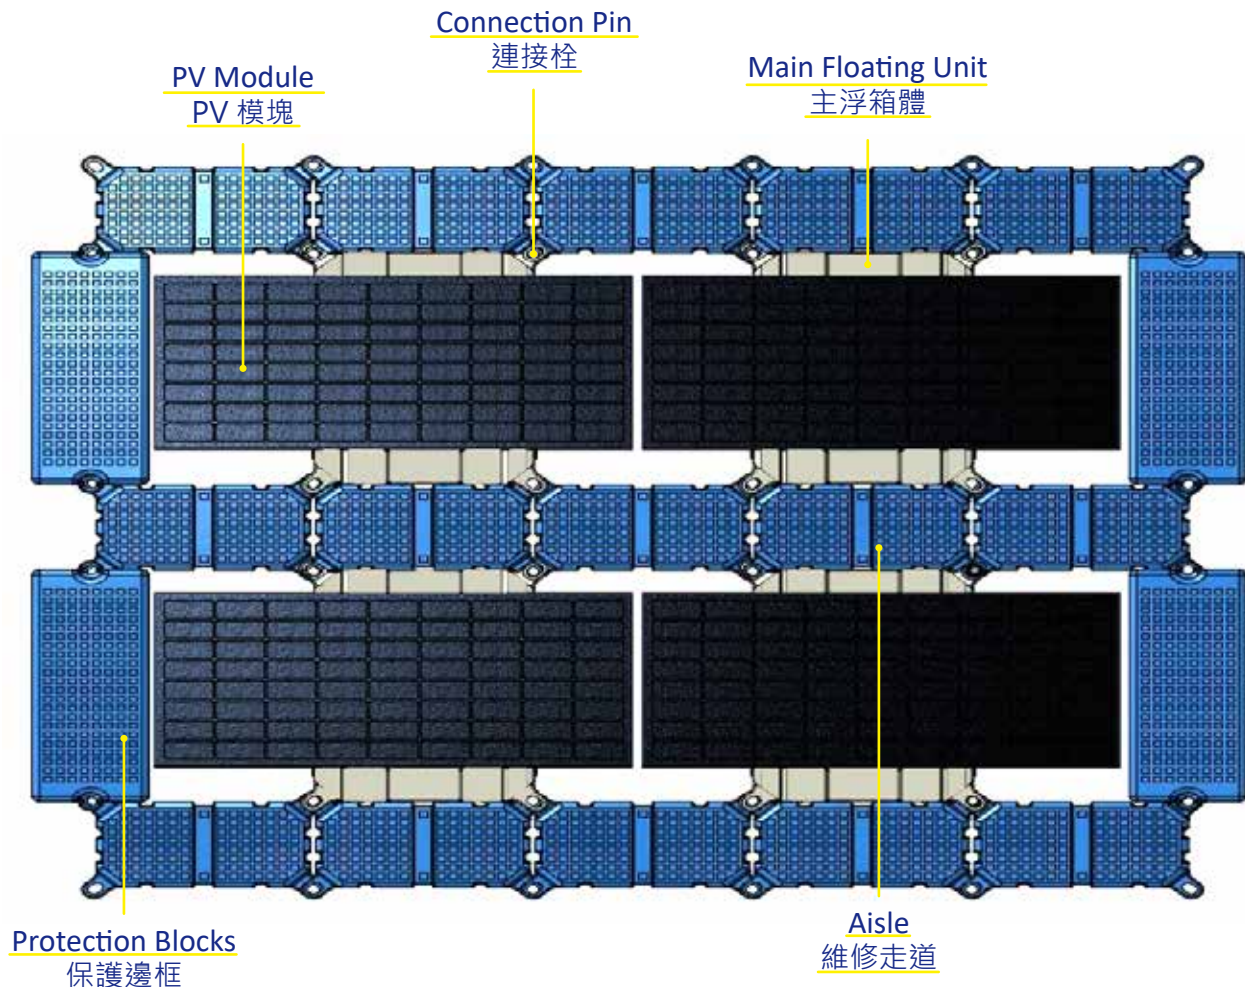 Connection Pin
連接栓
PV Module
PV 模塊
Main Floating Unit
主浮箱體
Protection Blocks
保護邊框
Aisle
維修走道